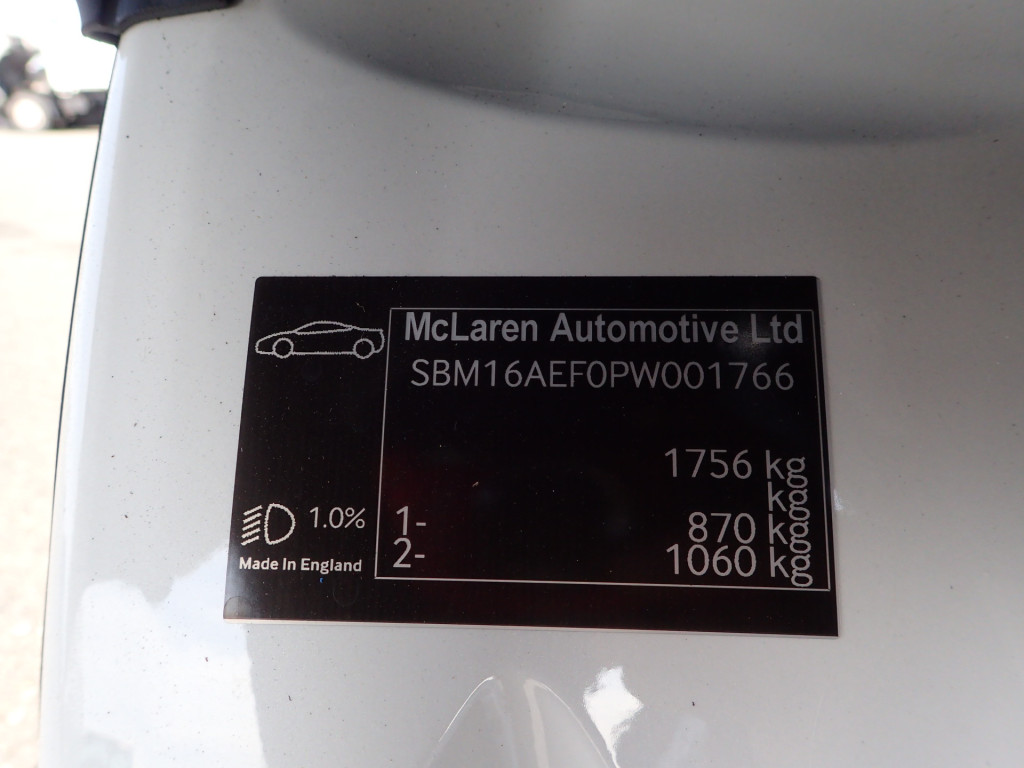 McLaren Automotive Ltd
SBM16AEF0PW001766
1756 kg
kg
1- 870 kg
2- 1060 kg
1.0%
Made In England